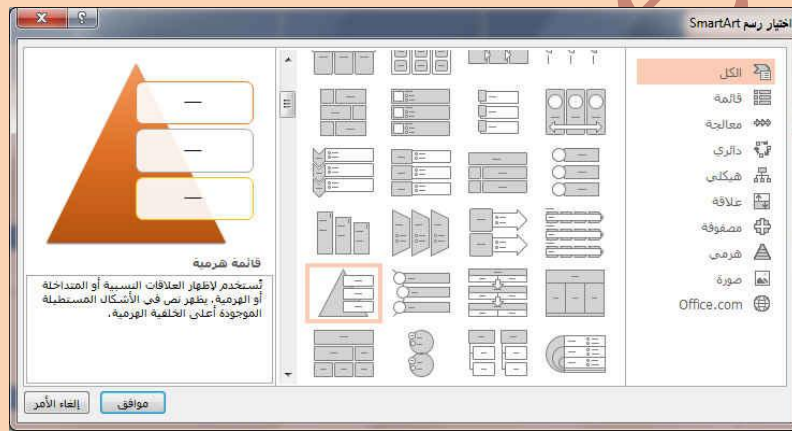 اختيار رسم SmartArt
الكل
قائمة
معالجة
دائري
هيكلي
علاقة
مصفوفة
هرمي
صورة
Office.com
قائمة هرمية
تُستخدم لإظهار العلاقات النسبية أو المتداخلة
أو الهرمية. يظهر نص في الأشكال المستطيلة
الموجودة أعلى الخلفية الهرمية.
موافق
إلغاء الأمر